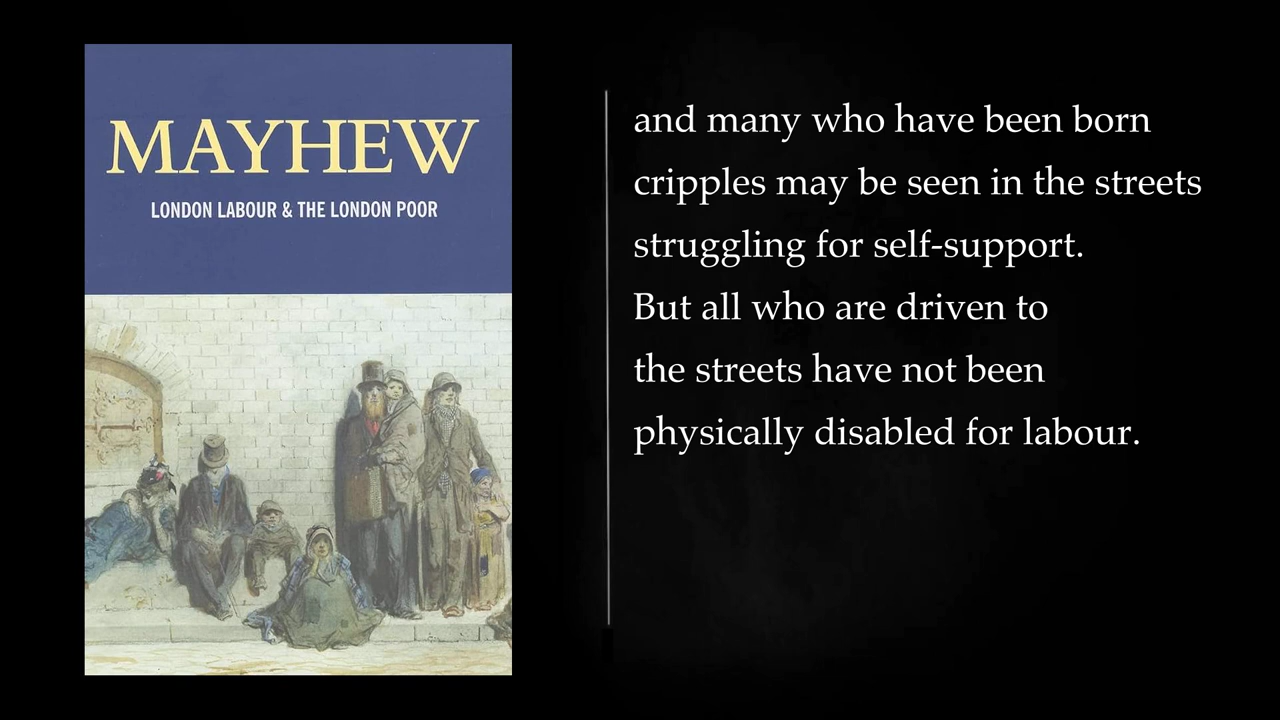 MAYHEW
LONDON LABOUR & THE LONDON POOR
and many who have been born
cripples may be seen in the streets
struggling for self-support.
But all who are driven to
the streets have not been
physically disabled for labour.